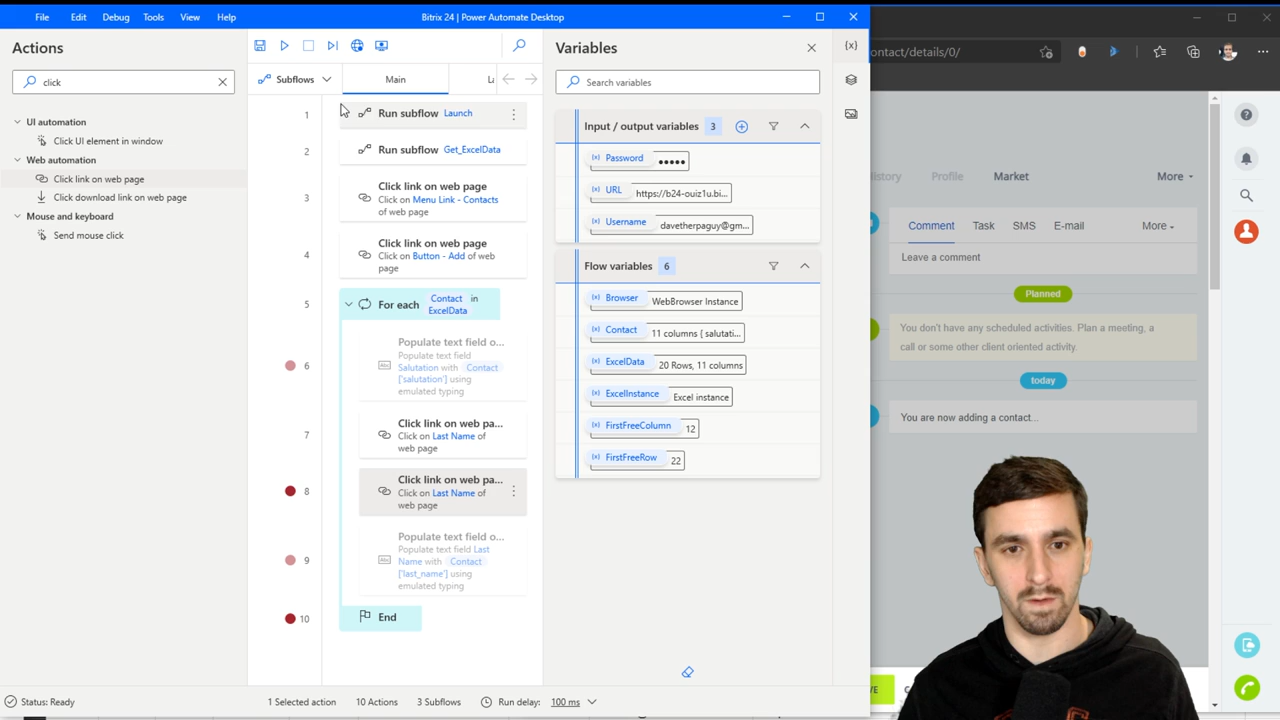 File Edit Debug Tools View Help
Bitrix 24 | Power Automate Desktop
Actions
click
UI automation
Click UI element in window
Web automation
Click link on web page
Click download link on web page
Mouse and keyboard
Send mouse click
Subflows
Main
1
Run subflow Launch
2
Run subflow Get_ExcelData
3
Click link on web page
Click on Menu Link - Contacts
of web page
4
Click link on web page
Click on Button - Add of web
page
5
For each Contact in
ExcelData
6
Populate text field o...
Populate text field
Salutation with Contact
['salutation'] using
emulated typing
7
Click link on web pa...
Click on Last Name of
web page
8
Click link on web pa...
Click on Last Name of
web page
9
Populate text field o...
Populate text field Last
Name with Contact
['last_name'] using
emulated typing
10
End
Variables
{x}
Search variables
Input / output variables 3
Password •••••
URL https://b24-ouiz1u.bi...
Username davetherpaguy@gm...
Flow variables 6
Browser WebBrowser Instance
Contact 11 columns { salutati...
ExcelData 20 Rows, 11 columns
ExcelInstance Excel instance
FirstFreeColumn 12
FirstFreeRow 22
Status: Ready
1 Selected action
10 Actions
3 Subflows
Run delay: 100 ms
ontact/details/0/
History Profile Market More
Comment Task SMS E-mail More
Leave a comment
Planned
You don't have any scheduled activities. Plan a meeting, a
call or some other client oriented activity.
today
You are now adding a contact...